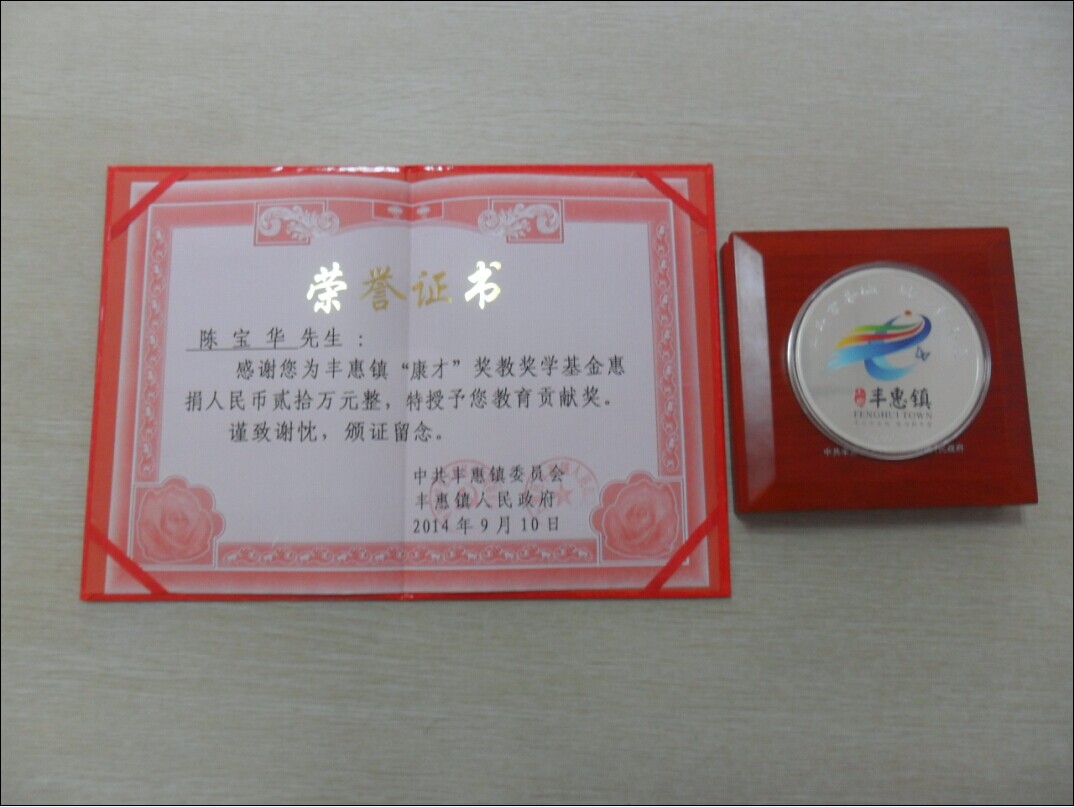 荣誉证书
陈宝华先生：
感谢您为丰惠镇“康才”奖教奖学基金惠
捐人民币贰拾万元整，特授予您教育贡献奖。
谨致谢忱，颁证留念。
中共丰惠镇委员会
丰惠镇人民政府
2014年9月10日
丰惠镇
FENGHUI TOWN